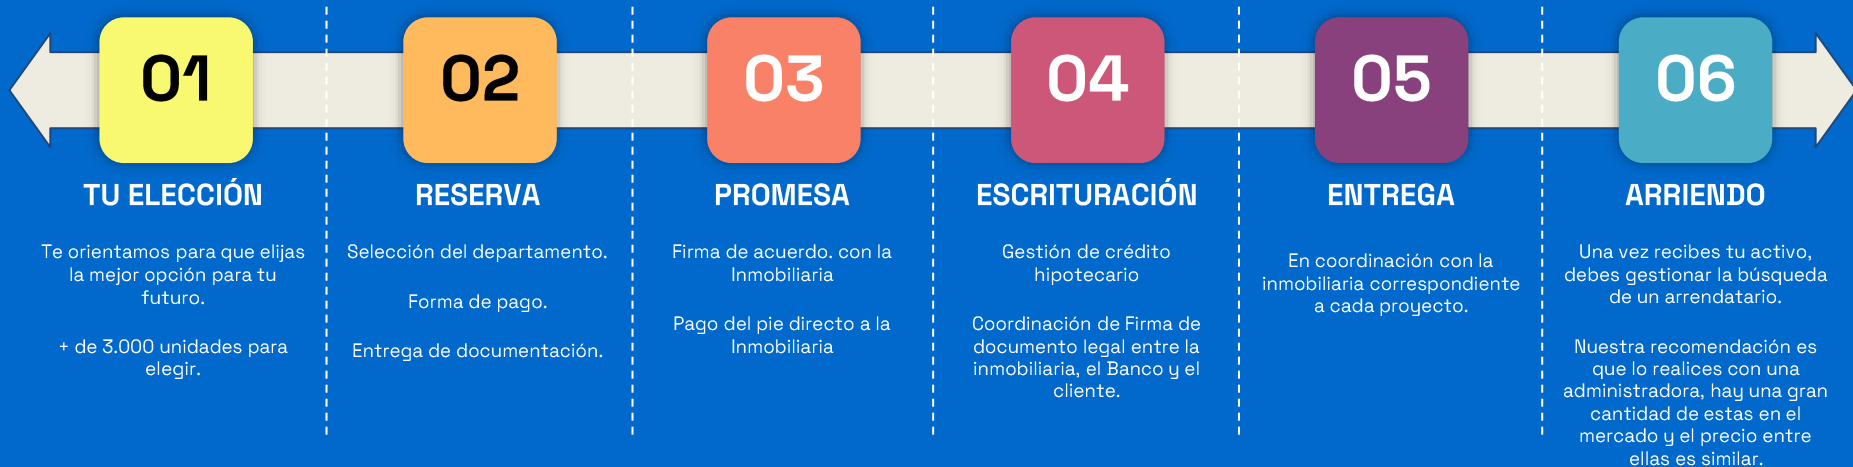 01
TU ELECCIÓN
Te orientamos para que elijas
la mejor opción para tu
futuro.
+ de 3.000 unidades para
elegir.
02
RESERVA
Selección del departamento.
Forma de pago.
Entrega de documentación.
03
PROMESA
Firma de acuerdo. con la
Inmobiliaria
Pago del pie directo a la
Inmobiliaria
04
ESCRITURACIÓN
Gestión de crédito
hipotecario
Coordinación de Firma de
documento legal entre la
inmobiliaria, el Banco y el
cliente.
05
ENTREGA
En coordinación con la
inmobiliaria correspondiente
a cada proyecto.
06
ARRIENDO
Una vez recibes tu activo,
debes gestionar la búsqueda
de un arrendatario.
Nuestra recomendación es
que lo realices con una
administradora, hay una gran
cantidad de estas en el
mercado y el precio entre
ellas es similar.